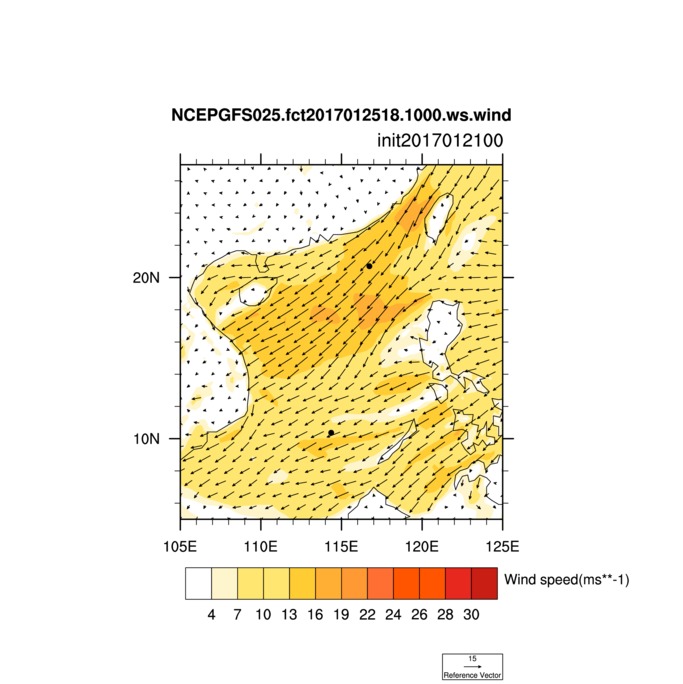 NCEPGFS025.fct2017012518.1000.ws.wind
init2017012100
20N
10N
105E 110E 115E 120E 125E
Wind speed(ms**-1)
4 7 10 13 16 19 22 24 26 28 30
15
Reference Vector